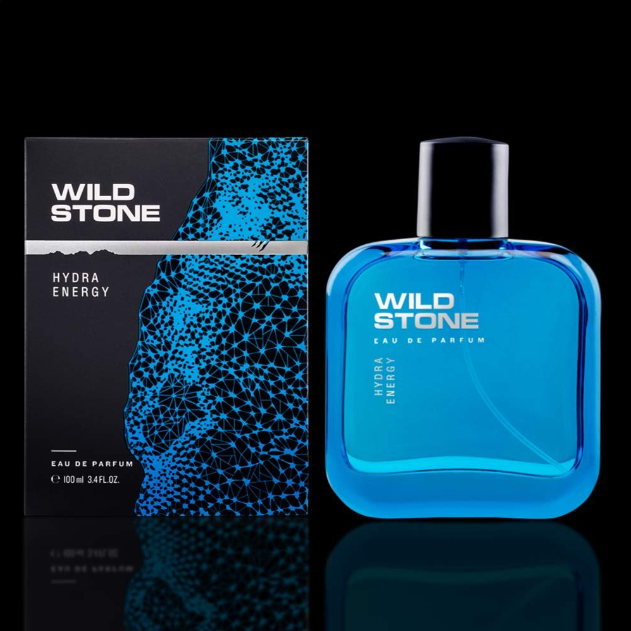 WILD
STONE
HYDRA
ENERGY
EAU DE PARFUM
℮ 100 ml 3.4 FL.OZ.
WILD
STONE
EAU DE PARFUM
HYDRA
ENERGY